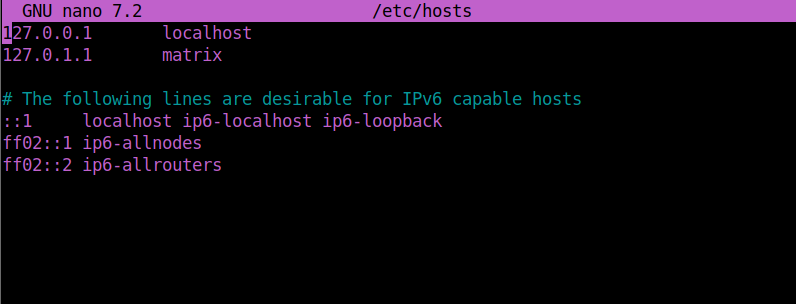 GNU nano 7.2 /etc/hosts
127.0.0.1 localhost
127.0.1.1 matrix
# The following lines are desirable for IPv6 capable hosts
::1 localhost ip6-localhost ip6-loopback
ff02::1 ip6-allnodes
ff02::2 ip6-allrouters